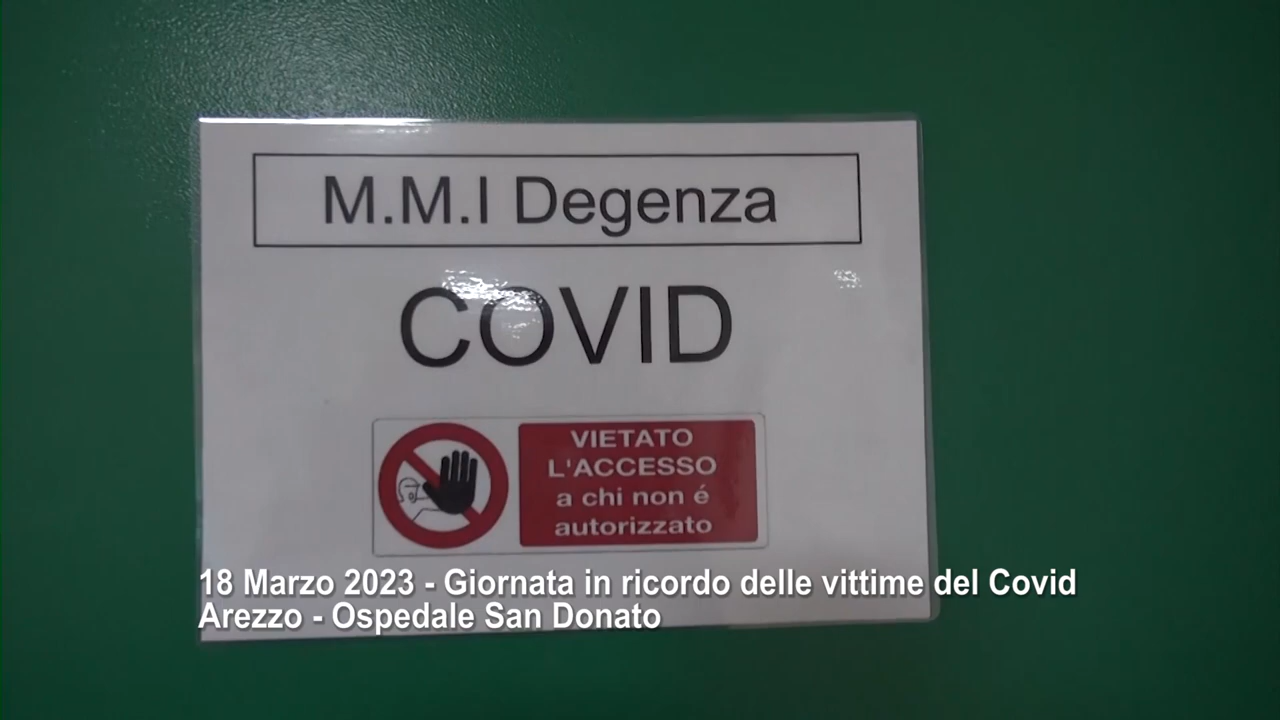 M.M.I Degenza
COVID
VIETATO
L'ACCESSO
a chi non é
autorizzato
18 Marzo 2023 - Giornata in ricordo delle vittime del Covid
Arezzo - Ospedale San Donato